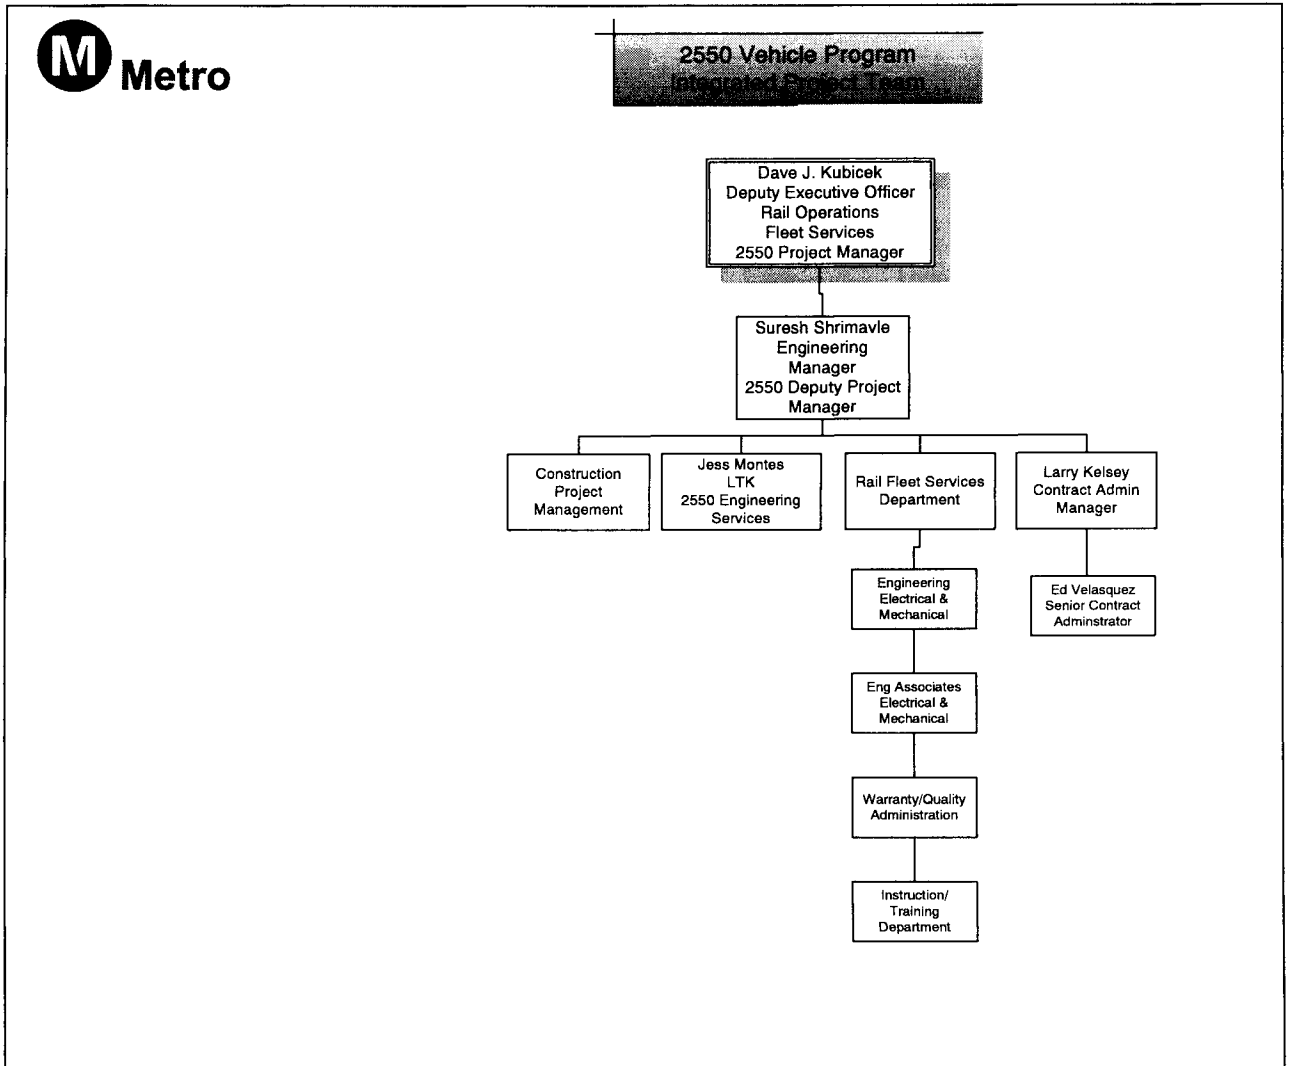 M Metro
2550 Vehicle Program
Integrated Project Team
Dave J. Kubicek
Deputy Executive Officer
Rail Operations
Fleet Services
2550 Project Manager
Suresh Shrimavle
Engineering
Manager
2550 Deputy Project
Manager
Construction
Project
Management
Jess Montes
LTK
2550 Engineering
Services
Rail Fleet Services
Department
Larry Kelsey
Contract Admin
Manager
Engineering
Electrical &
Mechanical
Ed Velasquez
Senior Contract
Adminstrator
Eng Associates
Electrical &
Mechanical
Warranty/Quality
Administration
Instruction/
Training
Department